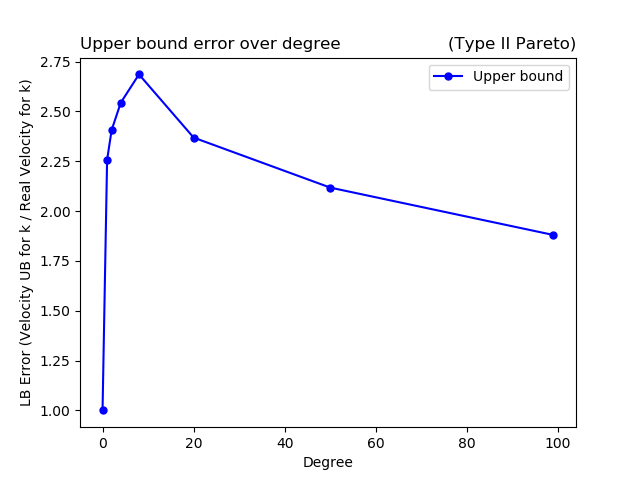 Upper bound error over degree (Type II Pareto)
Upper bound
LB Error (Velocity UB for k / Real Velocity for k)
2.75
2.50
2.25
2.00
1.75
1.50
1.25
1.00
0 20 40 60 80 100
Degree